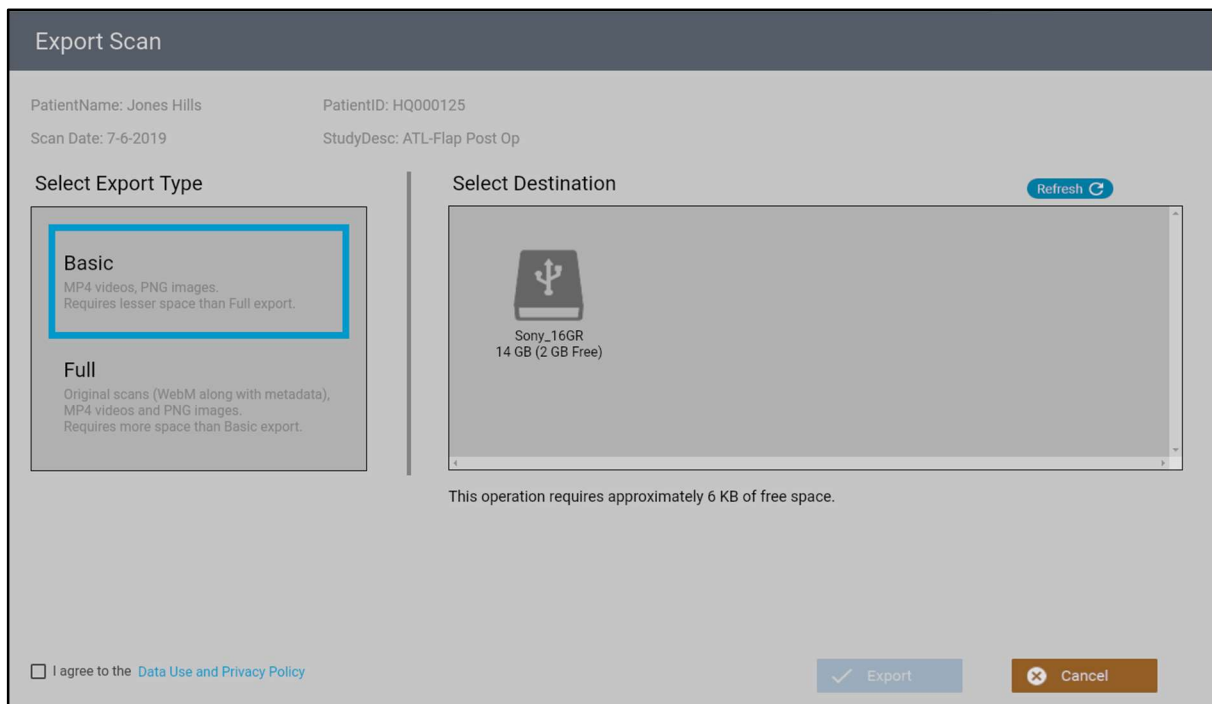 Export Scan
PatientName: Jones Hills
PatientID: HQ000125
Scan Date: 7-6-2019
StudyDesc: ATL-Flap Post Op
Select Export Type
Basic
MP4 videos, PNG images.
Requires lesser space than Full export.
Full
Original scans (WebM along with metadata),
MP4 videos and PNG images.
Requires more space than Basic export.
Select Destination
Refresh
Sony_16GR
14 GB (2 GB Free)
This operation requires approximately 6 KB of free space.
I agree to the Data Use and Privacy Policy
Export
Cancel